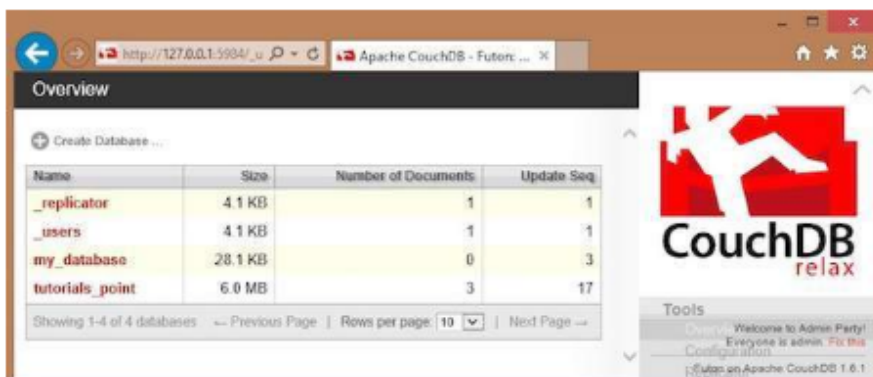 http://127.0.0.1:5984/_u
Apache CouchDB - Futon: ...
Overview
Create Database ...
Name Size Number of Documents Update Seq
_replicator 4.1 KB 1 1
_users 4.1 KB 1 1
my_database 28.1 KB 0 3
tutorials_point 6.0 MB 3 17
Showing 1-4 of 4 databases ← Previous Page | Rows per page: 10 | Next Page →
CouchDB
relax
Tools
Overview
Welcome to Admin Party!
Everyone is admin. Fix this
Configuration
Futon on Apache CouchDB 1.6.1